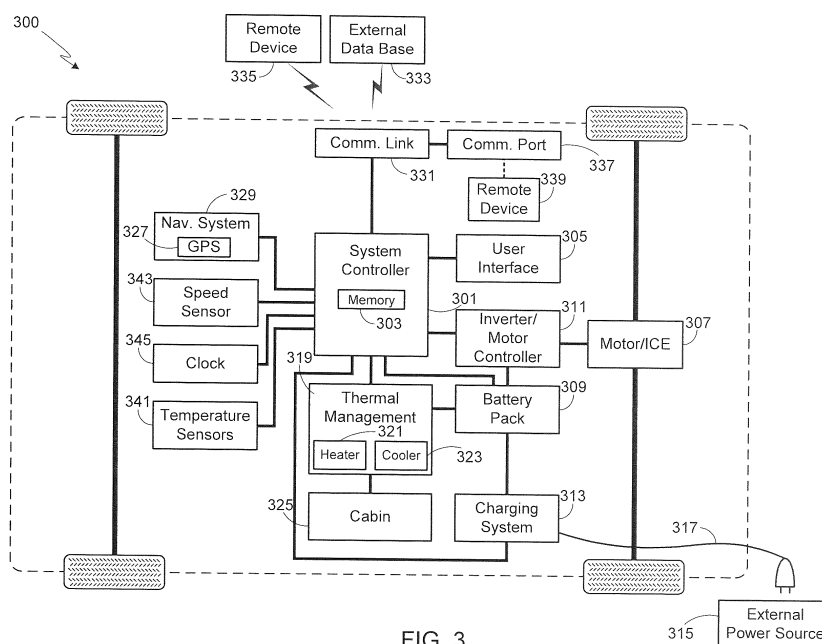 300
Remote
Device
335
External
Data Base
333
Comm. Link
331
Comm. Port
337
Remote
Device
339
329
Nav. System
327
GPS
System
Controller
Memory
303
301
User
Interface
305
343
Speed
Sensor
Inverter/
Motor
Controller
311
Motor/ICE
307
345
Clock
319
Thermal
Management
321
Heater
Cooler
323
Battery
Pack
309
341
Temperature
Sensors
325
Cabin
Charging
System
313
317
315
External
Power Source
FIG. 3